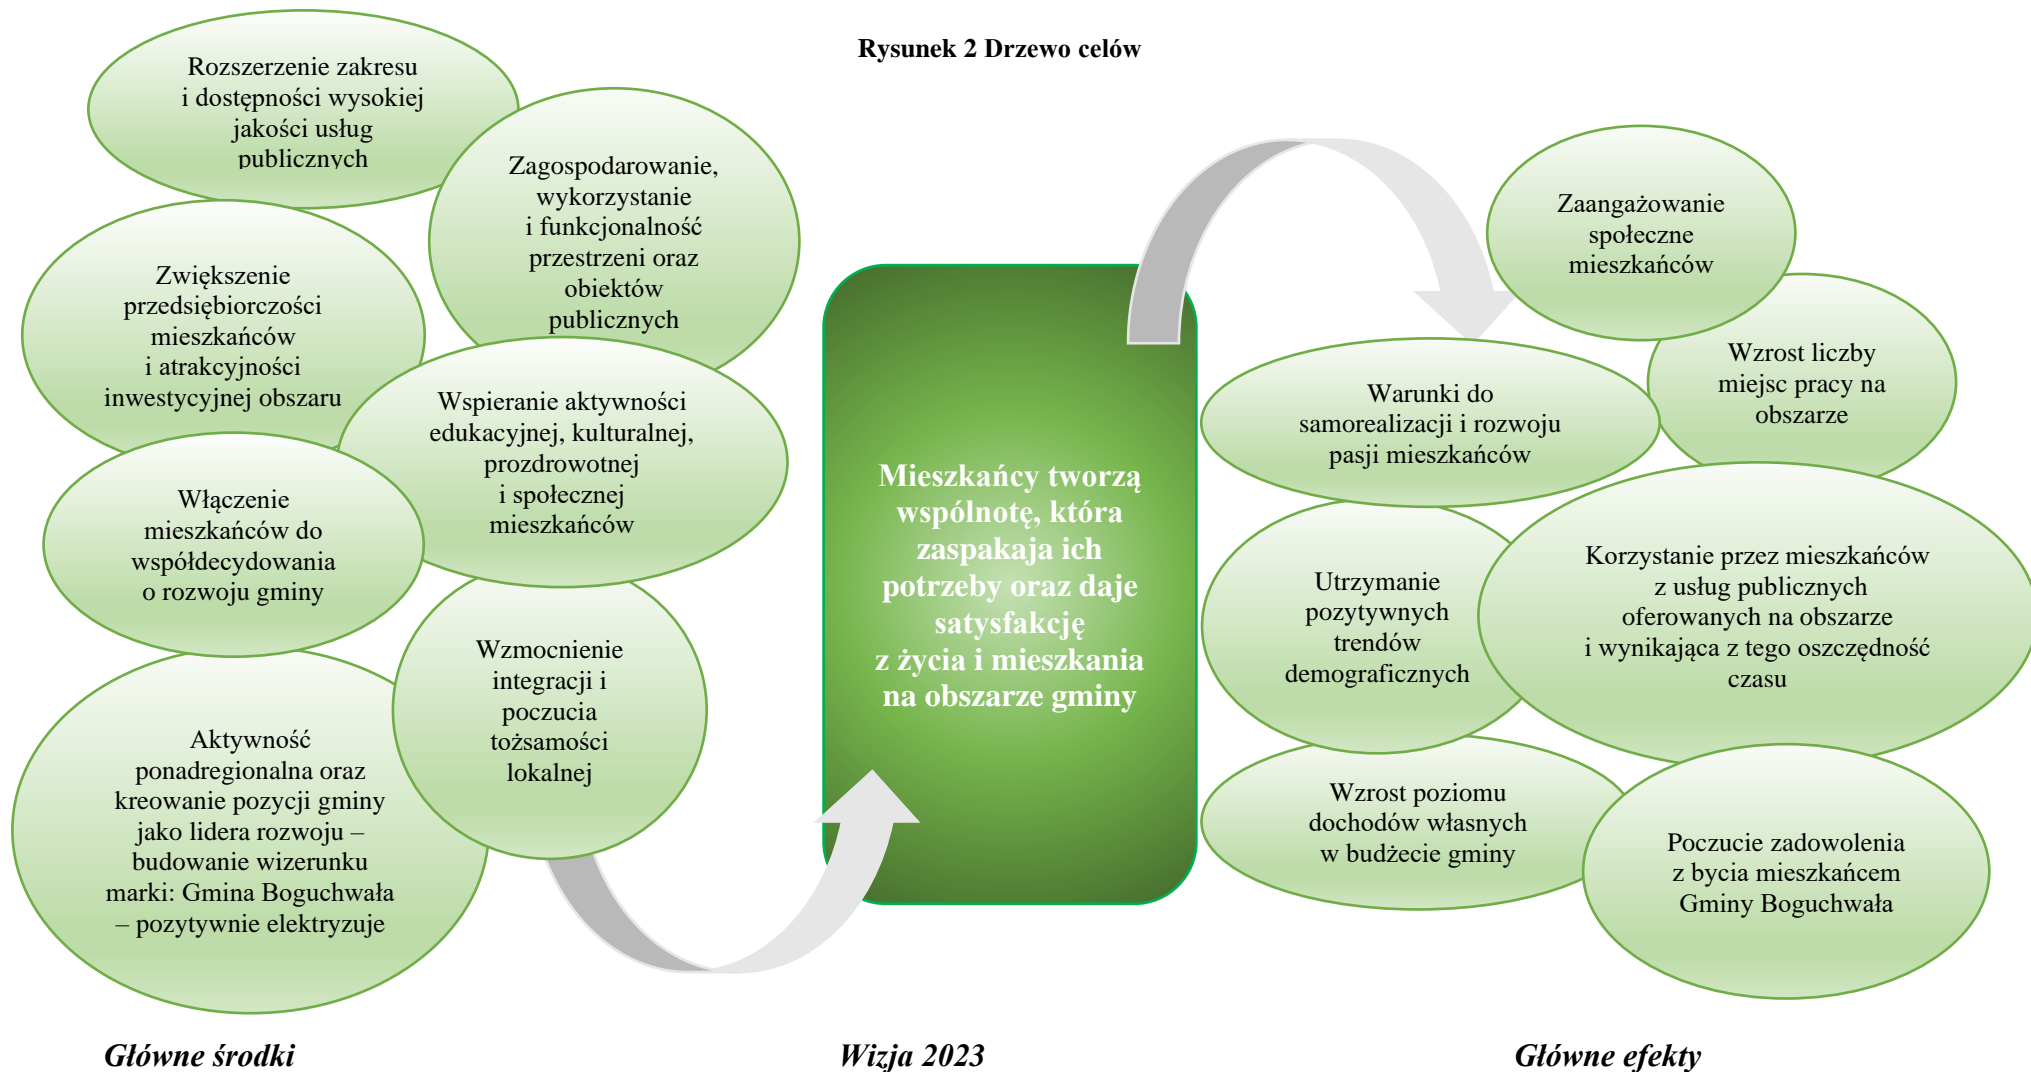 Rysunek 2 Drzewo celów
Rozszerzenie zakresu
i dostępności wysokiej
jakości usług
publicznych
Zagospodarowanie,
wykorzystanie
i funkcjonalność
przestrzeni oraz
obiektów
publicznych
Zwiększenie
przedsiębiorczości
mieszkańców
i atrakcyjności
inwestycyjnej obszaru
Wspieranie aktywności
edukacyjnej, kulturalnej,
prozdrowotnej
i społecznej
mieszkańców
Włączenie
mieszkańców do
współdecydowania
o rozwoju gminy
Wzmocnienie
integracji i
poczucia
tożsamości
lokalnej
Aktywność
ponadregionalna oraz
kreowanie pozycji gminy
jako lidera rozwoju –
budowanie wizerunku
marki: Gmina Boguchwała
– pozytywnie elektryzuje
Mieszkańcy tworzą
wspólnotę, która
zaspakaja ich
potrzeby oraz daje
satysfakcję
z życia i mieszkania
na obszarze gminy
Zaangażowanie
społeczne
mieszkańców
Wzrost liczby
miejsc pracy na
obszarze
Warunki do
samorealizacji i rozwoju
pasji mieszkańców
Utrzymanie
pozytywnych
trendów
demograficznych
Korzystanie przez mieszkańców
z usług publicznych
oferowanych na obszarze
i wynikająca z tego oszczędność
czasu
Wzrost poziomu
dochodów własnych
w budżecie gminy
Poczucie zadowolenia
z bycia mieszkańcem
Gminy Boguchwała
Główne środki
Wizja 2023
Główne efekty